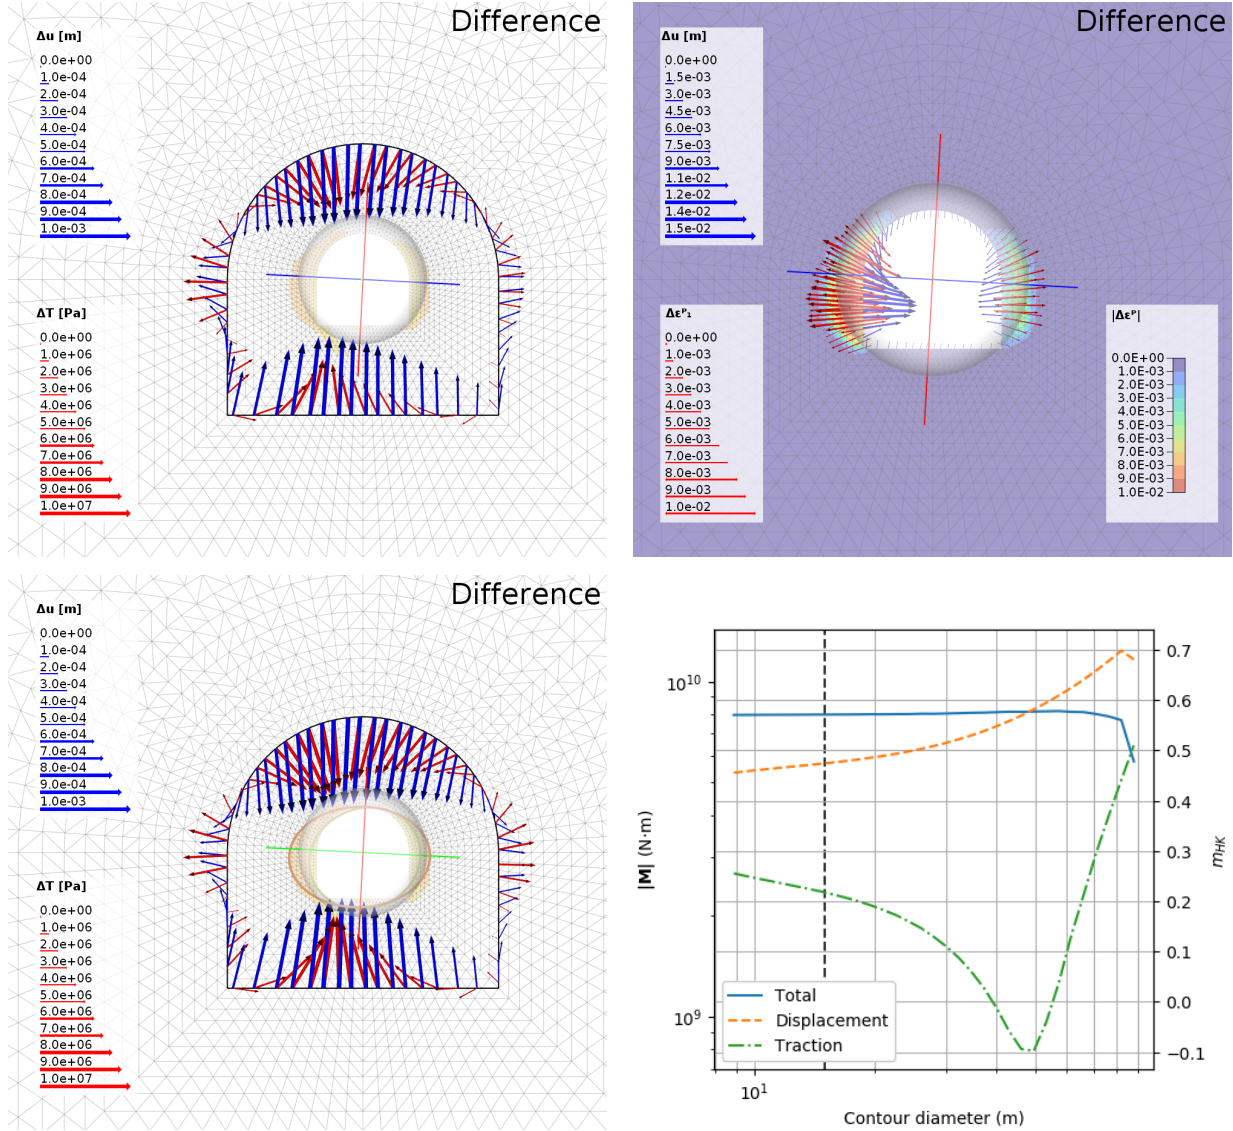 Difference
Δu [m]
0.0e+00
1.0e-04
2.0e-04
3.0e-04
4.0e-04
5.0e-04
6.0e-04
7.0e-04
8.0e-04
9.0e-04
1.0e-03
ΔT [Pa]
0.0e+00
1.0e+06
2.0e+06
3.0e+06
4.0e+06
5.0e+06
6.0e+06
7.0e+06
8.0e+06
9.0e+06
1.0e+07
Difference
Δu [m]
0.0e+00
1.5e-03
3.0e-03
4.5e-03
6.0e-03
7.5e-03
9.0e-03
1.1e-02
1.2e-02
1.4e-02
1.5e-02
Δεᵖ₁
0.0e+00
1.0e-03
2.0e-03
3.0e-03
4.0e-03
5.0e-03
6.0e-03
7.0e-03
8.0e-03
9.0e-03
1.0e-02
|Δεᵖ|
0.0E+00
1.0E-03
2.0E-03
3.0E-03
4.0E-03
5.0E-03
6.0E-03
7.0E-03
8.0E-03
9.0E-03
1.0E-02
Difference
Δu [m]
0.0e+00
1.0e-04
2.0e-04
3.0e-04
4.0e-04
5.0e-04
6.0e-04
7.0e-04
8.0e-04
9.0e-04
1.0e-03
ΔT [Pa]
0.0e+00
1.0e+06
2.0e+06
3.0e+06
4.0e+06
5.0e+06
6.0e+06
7.0e+06
8.0e+06
9.0e+06
1.0e+07
|M| (N·m)
10¹⁰
10⁹
0.7
0.6
0.5
0.4
0.3
0.2
0.1
0.0
−0.1
m_HK
Total
Displacement
Traction
10¹
Contour diameter (m)